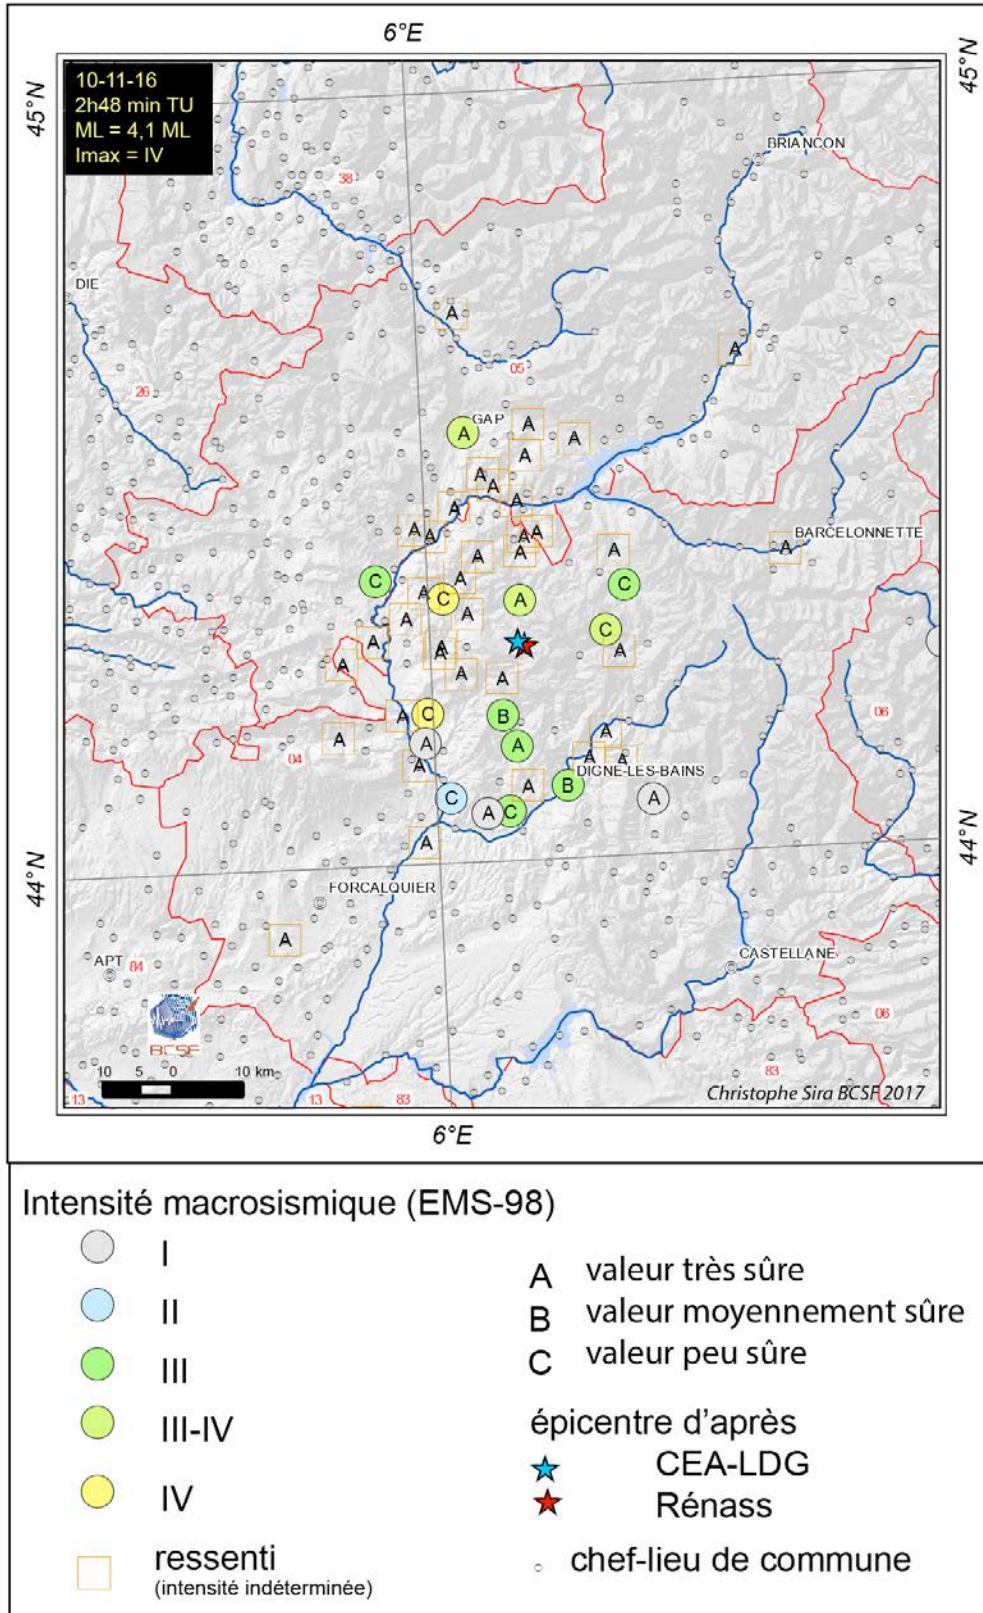 6°E
45°N
45°N
10-11-16
2h48 min TU
ML = 4,1 ML
Imax = IV
BRIANCON
38
DIE
A
A
05
26
GAP
A
A
A
A
A
A
A
A
A
A
A
A
A
BARCELONNETTE
A
A
A
A
C
A
C
A
C
A
A
A
A
C
A
A
A
A
A
A
06
A
C
B
A
A
A
A
04
A
A
A
DIGNE-LES-BAINS
A
B
C
A
C
A
A
44°N
44°N
FORCALQUIER
A
APT
84
CASTELLANE
06
BCSF
10 5 0 10 km
83
Christophe Sira BCSF 2017
13
13
83
6°E
Intensité macrosismique (EMS-98)
I
II
III
III-IV
IV
ressenti
(intensité indéterminée)
A valeur très sûre
B valeur moyennement sûre
C valeur peu sûre
épicentre d'après
CEA-LDG
Rénass
chef-lieu de commune